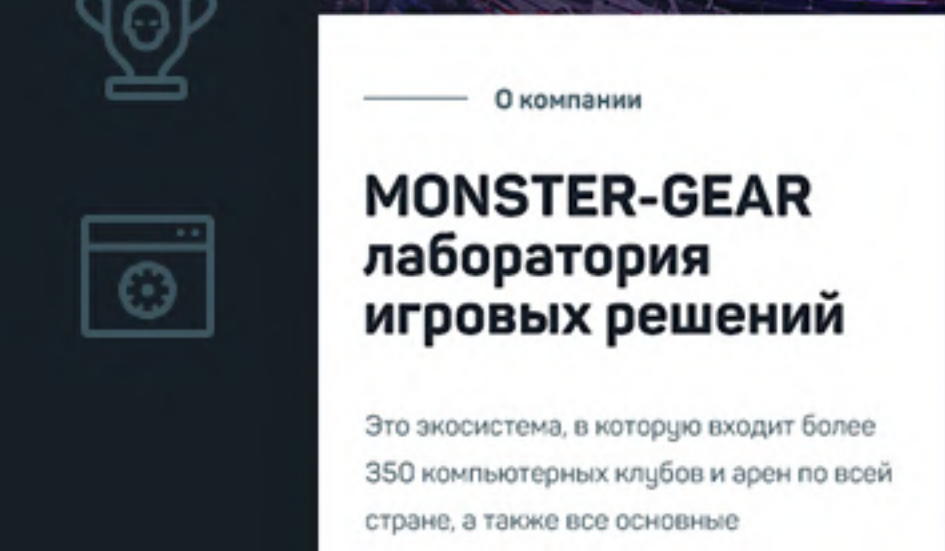 О компании
MONSTER-GEAR
лаборатория
игровых решений
Это экосистема, в которую входит более
350 компьютерных клубов и арен по всей
стране, а также все основные